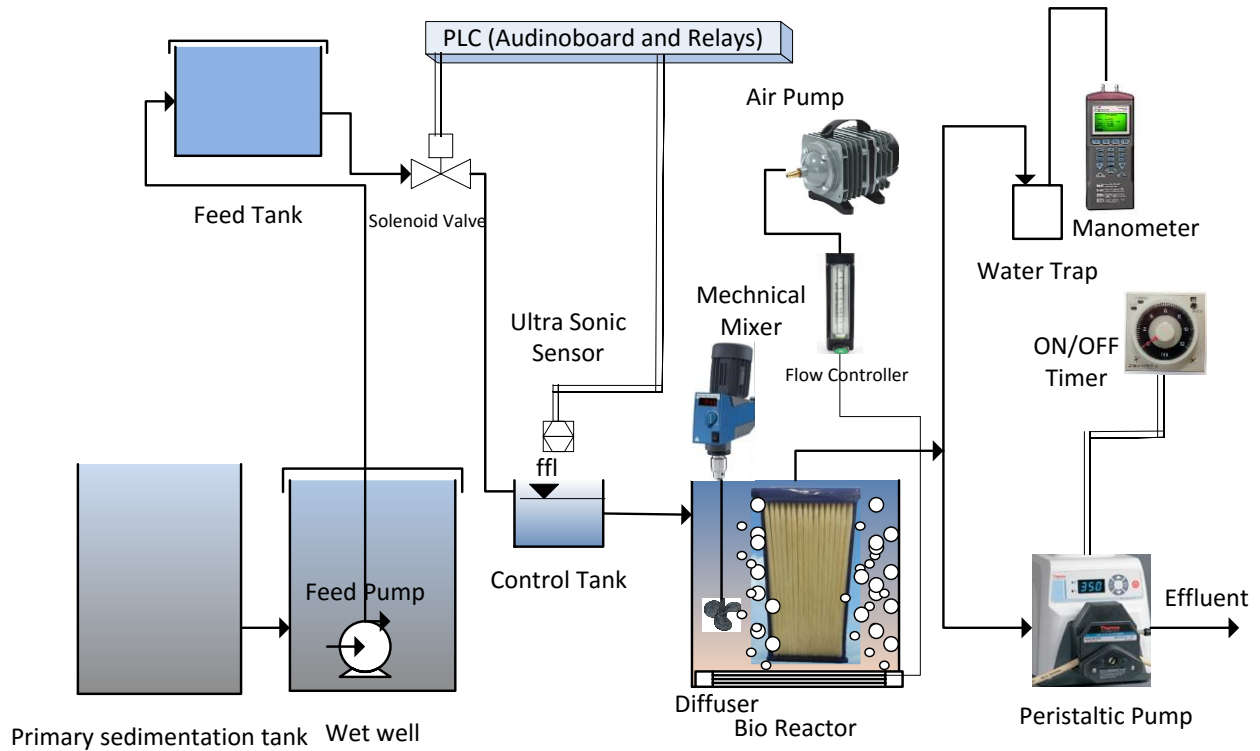 PLC (Audinoboard and Relays)
Air Pump
Feed Tank
Solenoid Valve
Manometer
Water Trap
Mechnical
Mixer
Ultra Sonic
Sensor
Flow Controller
ON/OFF
Timer
ffl
Control Tank
Feed Pump
350
Thermo
Effluent
Diffuser
Bio Reactor
Peristaltic Pump
Primary sedimentation tank
Wet well